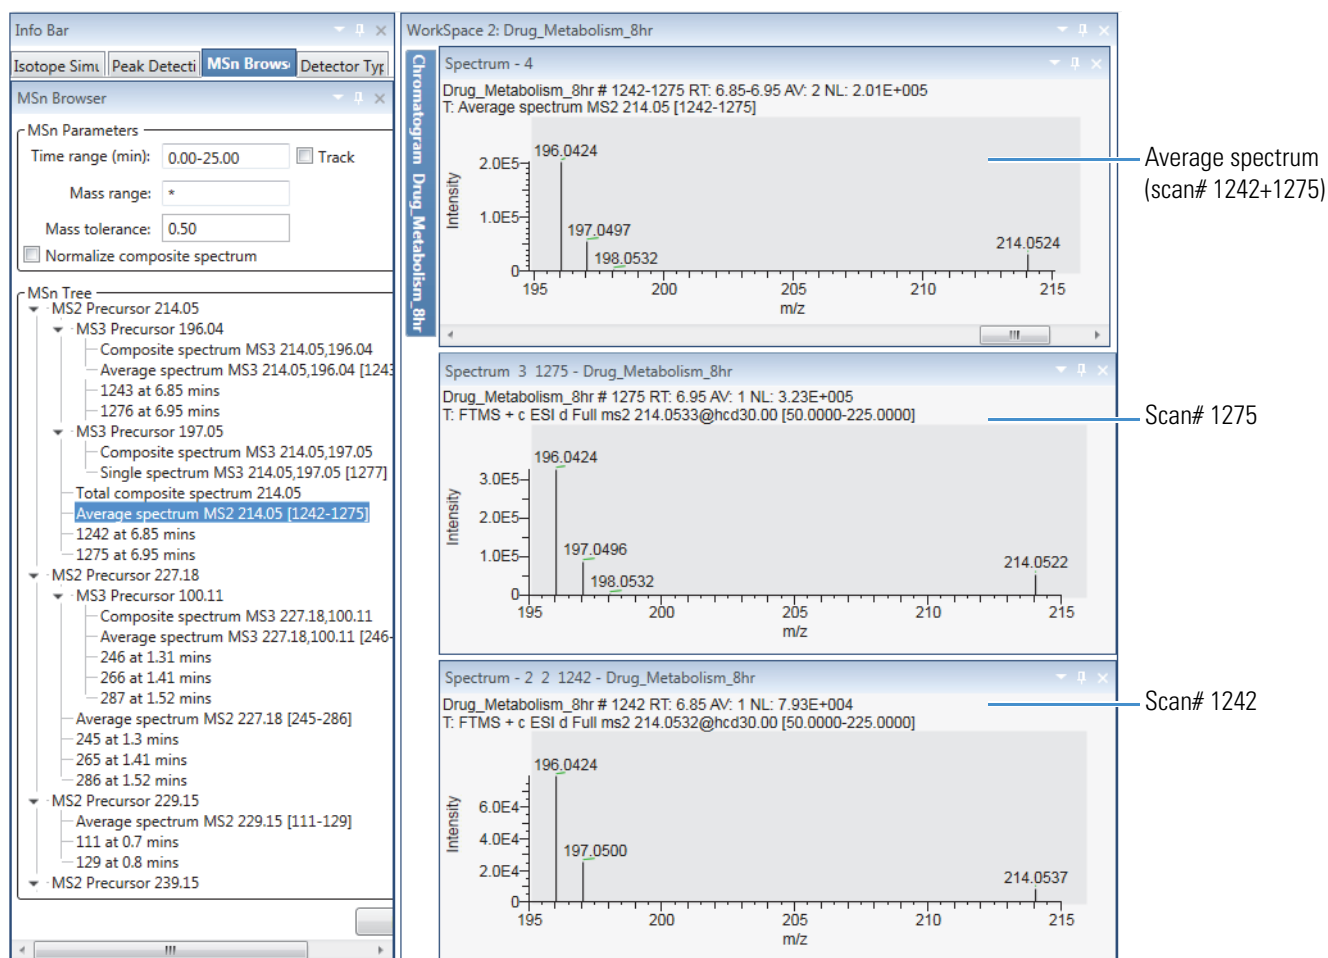 Info Bar
Isotope Simu
Peak Detecti
MSn Brows
Detector Typ
MSn Browser
MSn Parameters
Time range (min): 0.00-25.00
Track
Mass range: *
Mass tolerance: 0.50
Normalize composite spectrum
MSn Tree
MS2 Precursor 214.05
MS3 Precursor 196.04
Composite spectrum MS3 214.05,196.04
Average spectrum MS3 214.05,196.04 [1243
1243 at 6.85 mins
1276 at 6.95 mins
MS3 Precursor 197.05
Composite spectrum MS3 214.05,197.05
Single spectrum MS3 214.05,197.05 [1277]
Total composite spectrum 214.05
Average spectrum MS2 214.05 [1242-1275]
1242 at 6.85 mins
1275 at 6.95 mins
MS2 Precursor 227.18
MS3 Precursor 100.11
Composite spectrum MS3 227.18,100.11
Average spectrum MS3 227.18,100.11 [246-
246 at 1.31 mins
266 at 1.41 mins
287 at 1.52 mins
Average spectrum MS2 227.18 [245-286]
245 at 1.3 mins
265 at 1.41 mins
286 at 1.52 mins
MS2 Precursor 229.15
Average spectrum MS2 229.15 [111-129]
111 at 0.7 mins
129 at 0.8 mins
MS2 Precursor 239.15
WorkSpace 2: Drug_Metabolism_8hr
Chromatogram Drug_Metabolism_8hr
Spectrum - 4
Drug_Metabolism_8hr # 1242-1275 RT: 6.85-6.95 AV: 2 NL: 2.01E+005
T: Average spectrum MS2 214.05 [1242-1275]
196.0424
2.0E5
197.0497
1.0E5
198.0532
214.0524
0
Intensity
195 200 205 210 215
m/z
Spectrum 3 1275 - Drug_Metabolism_8hr
Drug_Metabolism_8hr # 1275 RT: 6.95 AV: 1 NL: 3.23E+005
T: FTMS + c ESI d Full ms2 214.0533@hcd30.00 [50.0000-225.0000]
196.0424
3.0E5
2.0E5
197.0496
1.0E5
198.0532
214.0522
0
Intensity
195 200 205 210 215
m/z
Spectrum - 2 2 1242 - Drug_Metabolism_8hr
Drug_Metabolism_8hr # 1242 RT: 6.85 AV: 1 NL: 7.93E+004
T: FTMS + c ESI d Full ms2 214.0532@hcd30.00 [50.0000-225.0000]
196.0424
6.0E4
4.0E4
197.0500
2.0E4
214.0537
0
Intensity
195 200 205 210 215
m/z
Average spectrum
(scan# 1242+1275)
Scan# 1275
Scan# 1242